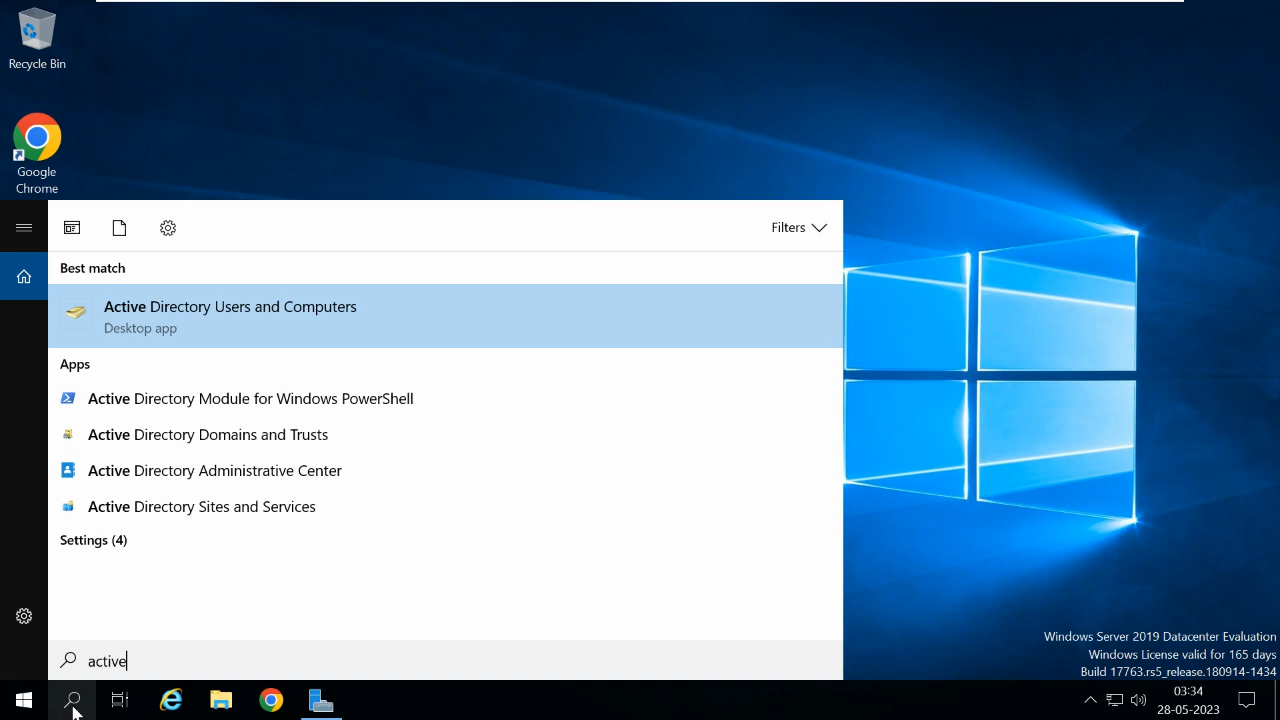 Recycle Bin
Google
Chrome
Filters
Best match
Active Directory Users and Computers
Desktop app
Apps
Active Directory Module for Windows PowerShell
Active Directory Domains and Trusts
Active Directory Administrative Center
Active Directory Sites and Services
Settings (4)
active
Windows Server 2019 Datacenter Evaluation
Windows License valid for 165 days
Build 17763.rs5_release.180914-1434
03:34
28-05-2023